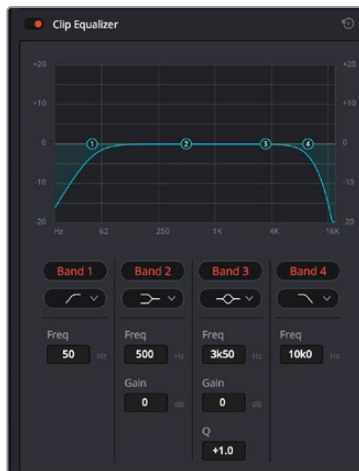 Clip Equalizer
+20 +20
+10 +10
0 1 2 3 4 0
-10 -10
-20 -20
Hz 62 250 1K 4K 16K
Band 1 Band 2 Band 3 Band 4
Freq Freq Freq Freq
50 Hz 500 Hz 3k50 Hz 10k0 Hz
Gain Gain
0 dB 0 dB
Q
+1.0